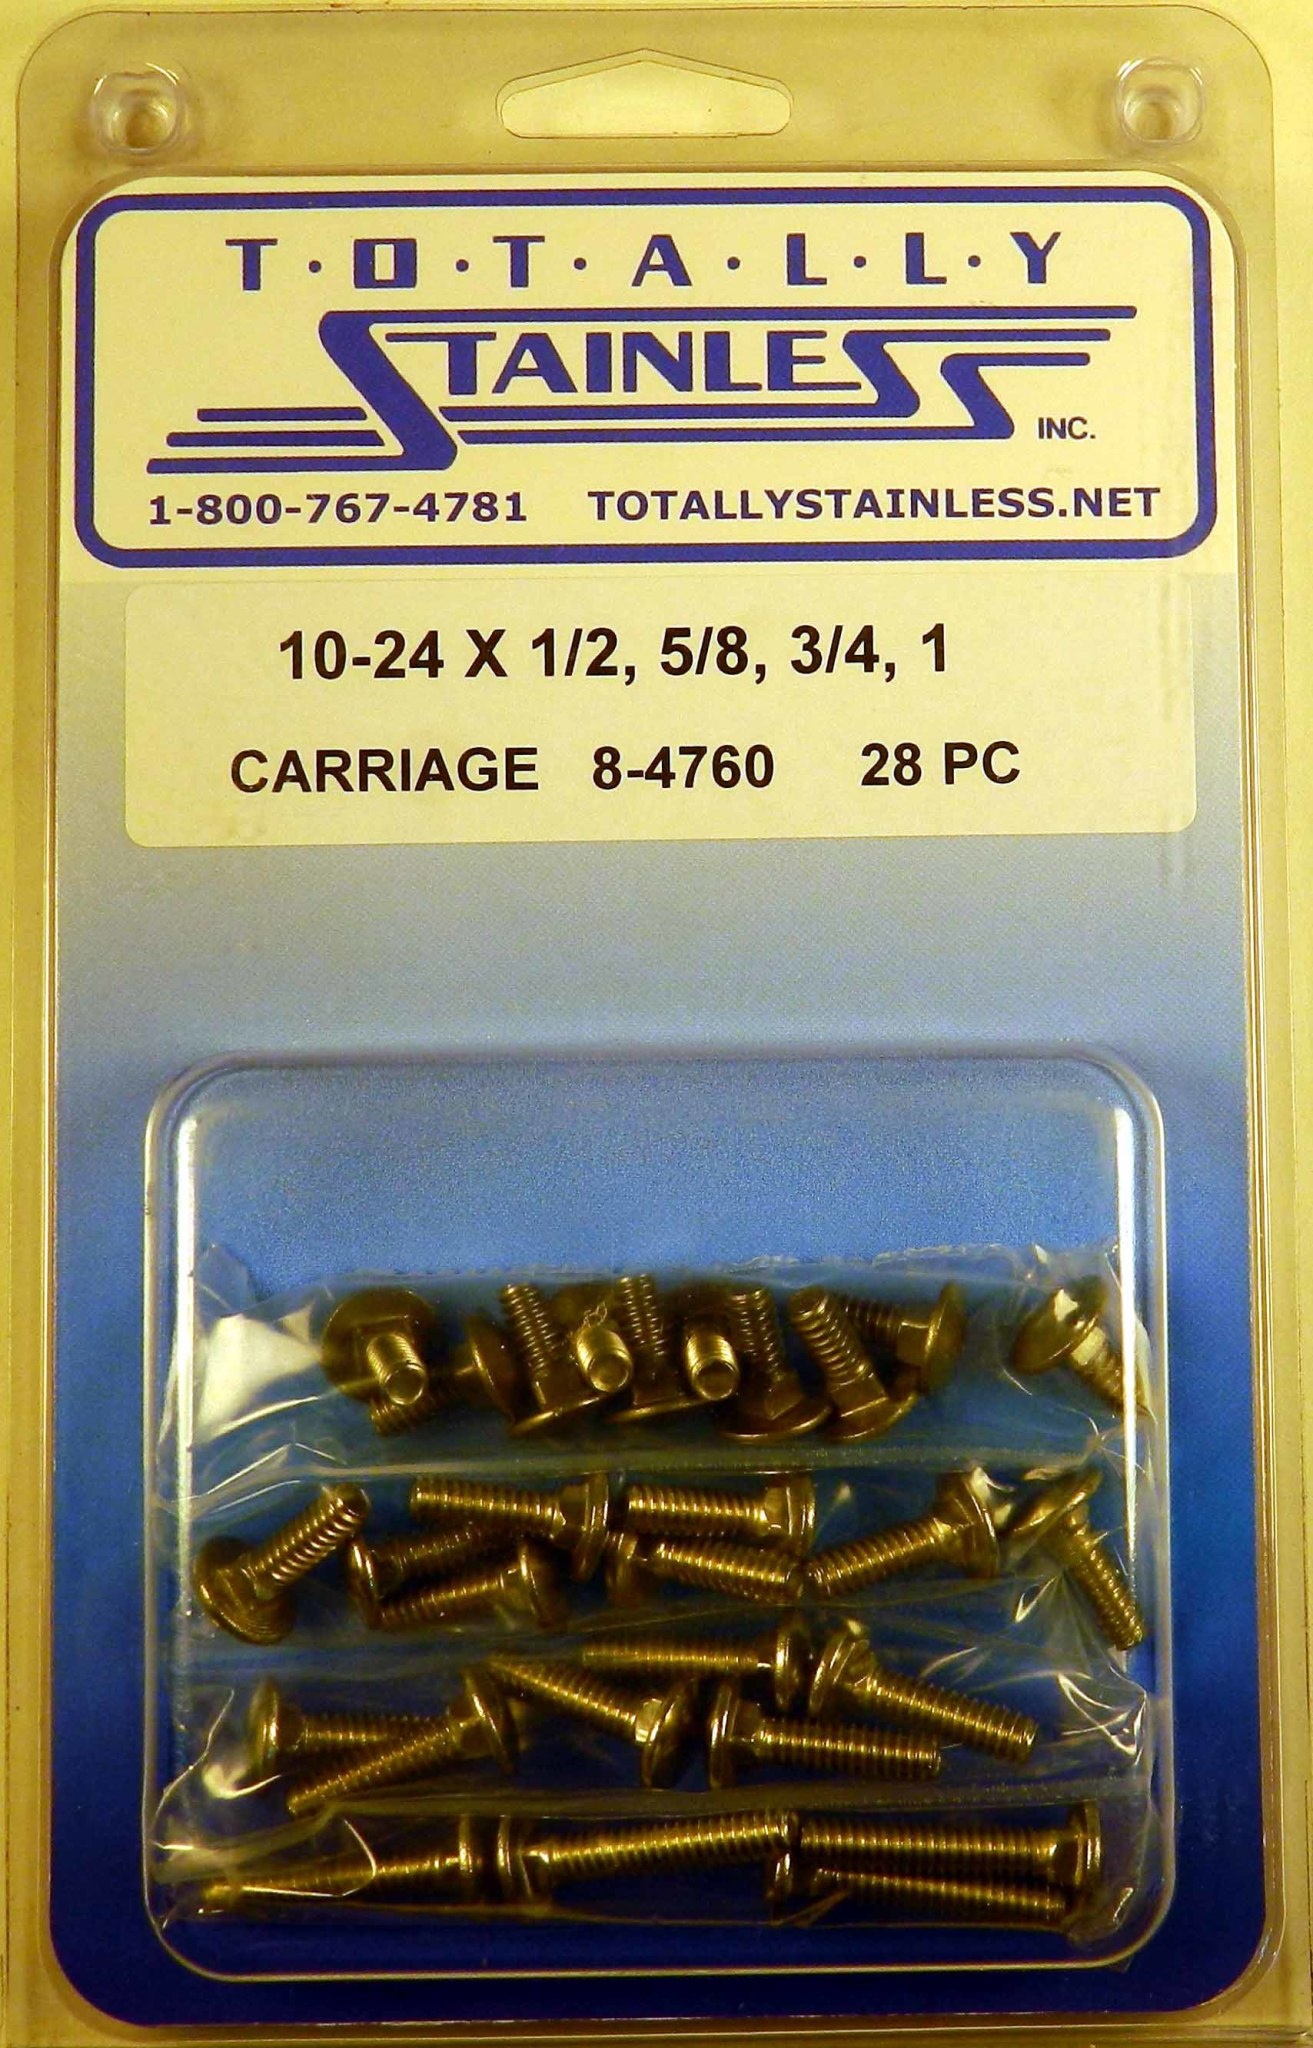 T·O·T·A·L·L·Y
STAINLESS
INC.
1-800-767-4781 TOTALLYSTAINLESS.NET
10-24 X 1/2, 5/8, 3/4, 1
CARRIAGE 8-4760 28 PC